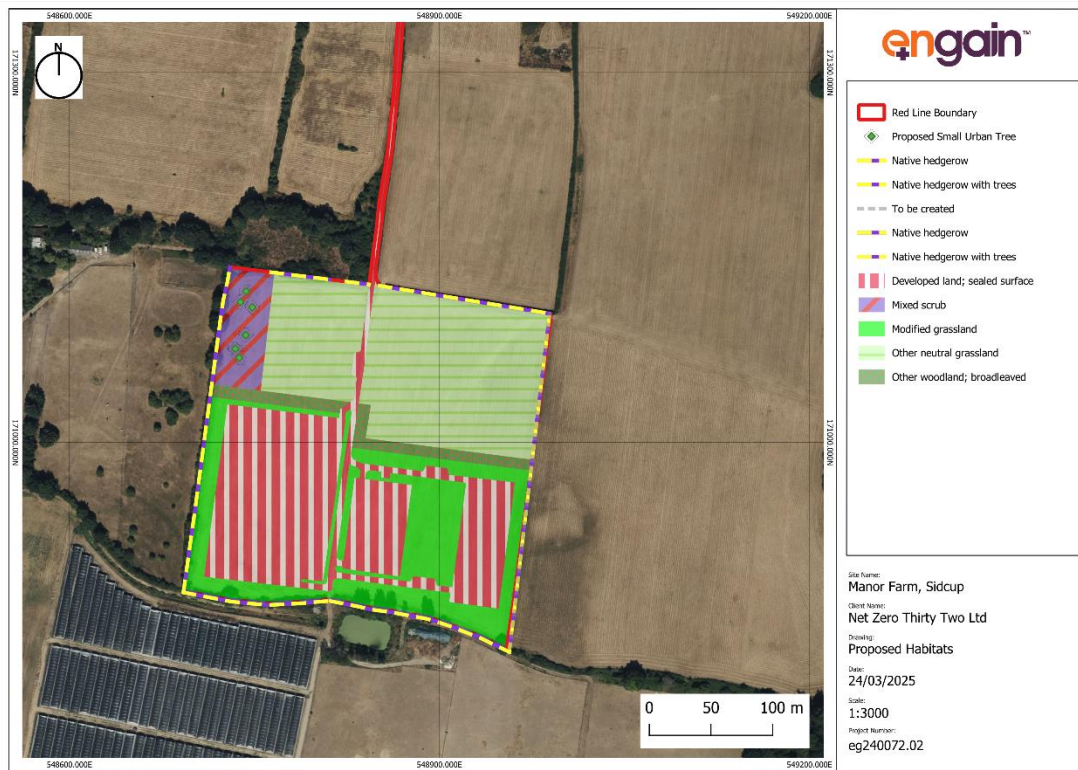 548600.000E
548900.000E
549200.000E
171300.000N
171300.000N
N
171000.000N
171000.000N
0 50 100 m
548600.000E
548900.000E
549200.000E
engain™
Red Line Boundary
Proposed Small Urban Tree
Native hedgerow
Native hedgerow with trees
To be created
Native hedgerow
Native hedgerow with trees
Developed land; sealed surface
Mixed scrub
Modified grassland
Other neutral grassland
Other woodland; broadleaved
Site Name:
Manor Farm, Sidcup
Client Name:
Net Zero Thirty Two Ltd
Drawing:
Proposed Habitats
Date:
24/03/2025
Scale:
1:3000
Project Number:
eg240072.02